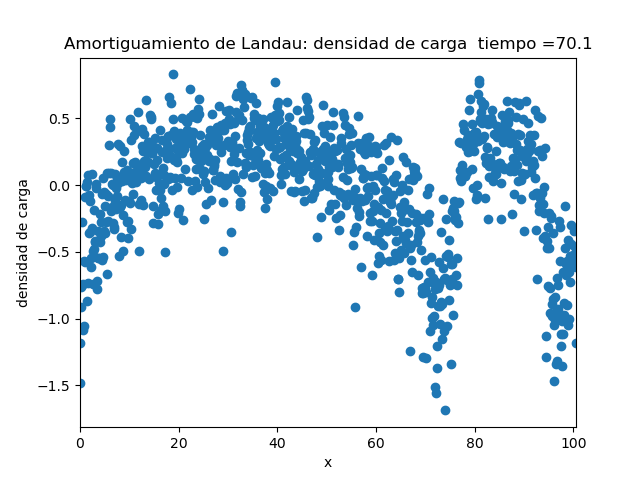 Amortiguamiento de Landau: densidad de carga  tiempo =70.1
densidad de carga
0.5
0.0
−0.5
−1.0
−1.5
0 20 40 60 80 100
x